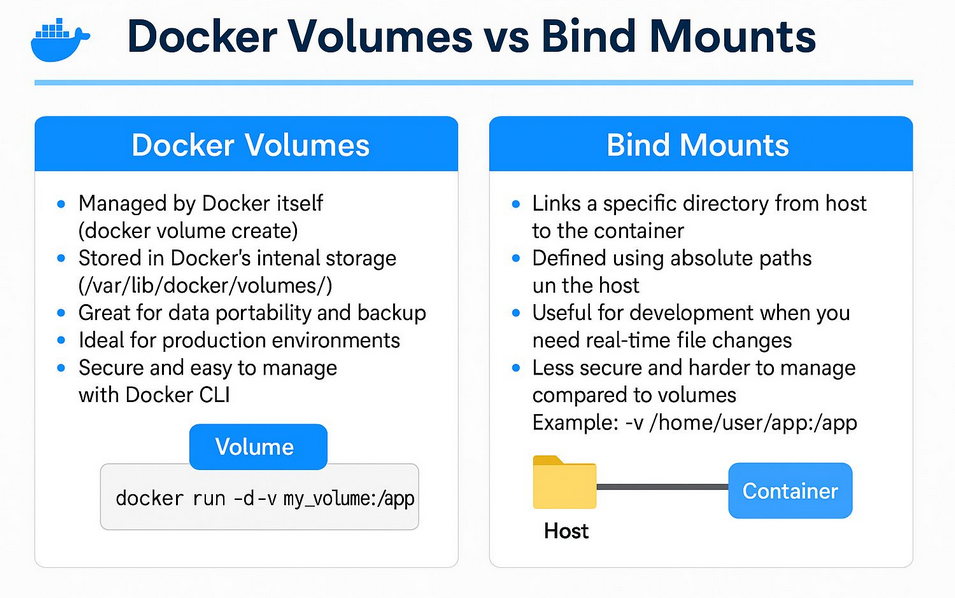 Docker Volumes vs Bind Mounts
Docker Volumes
• Managed by Docker itself
(docker volume create)
• Stored in Docker's intenal storage
(/var/lib/docker/volumes/)
• Great for data portability and backup
• Ideal for production environments
• Secure and easy to manage
with Docker CLI
Volume
docker run -d-v my_volume:/app
Bind Mounts
• Links a specific directory from host
to the container
• Defined using absolute paths
un the host
• Useful for development when you
need real-time file changes
• Less secure and harder to manage
compared to volumes
Example: -v /home/user/app:/app
Host
Container